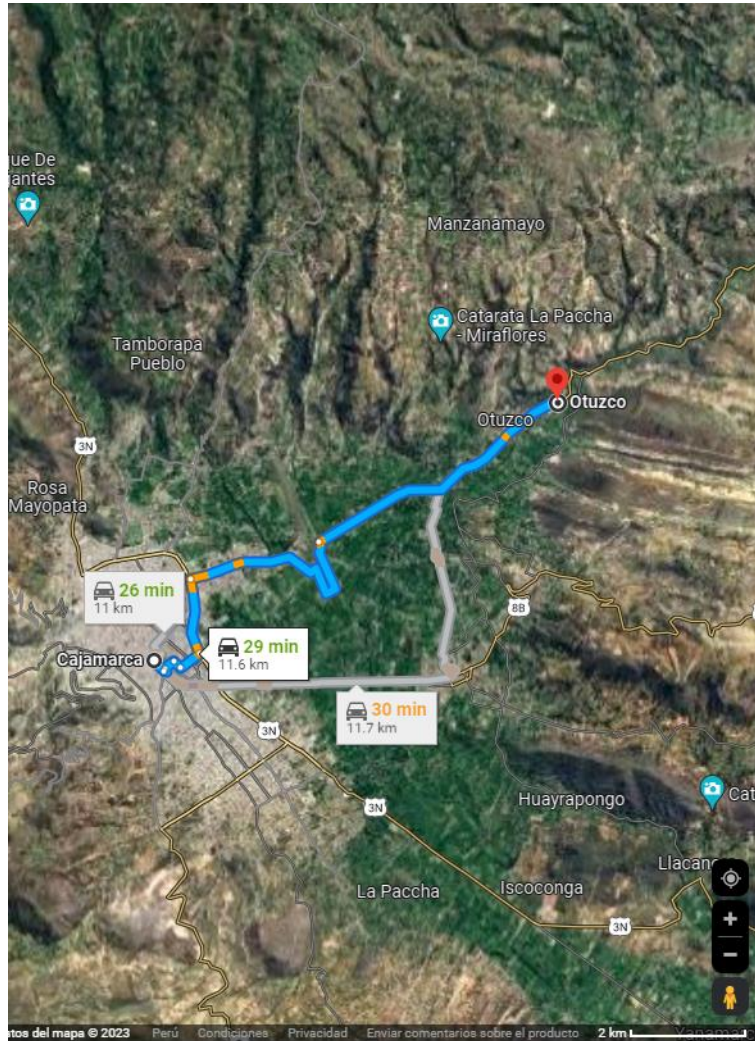 que De
jantes
Manzanamayo
Catarata La Paccha
- Miraflores
Tamborapa
Pueblo
Otuzco
Otuzco
3N
Rosa
Mayopata
26 min
11 km
8B
29 min
11.6 km
Cajamarca
30 min
11.7 km
3N
Huayrapongo
Cat
3N
La Paccha
Iscoconga
Llacan
3N
tos del mapa © 2023 Perú Condiciones Privacidad Enviar comentarios sobre el producto 2 km